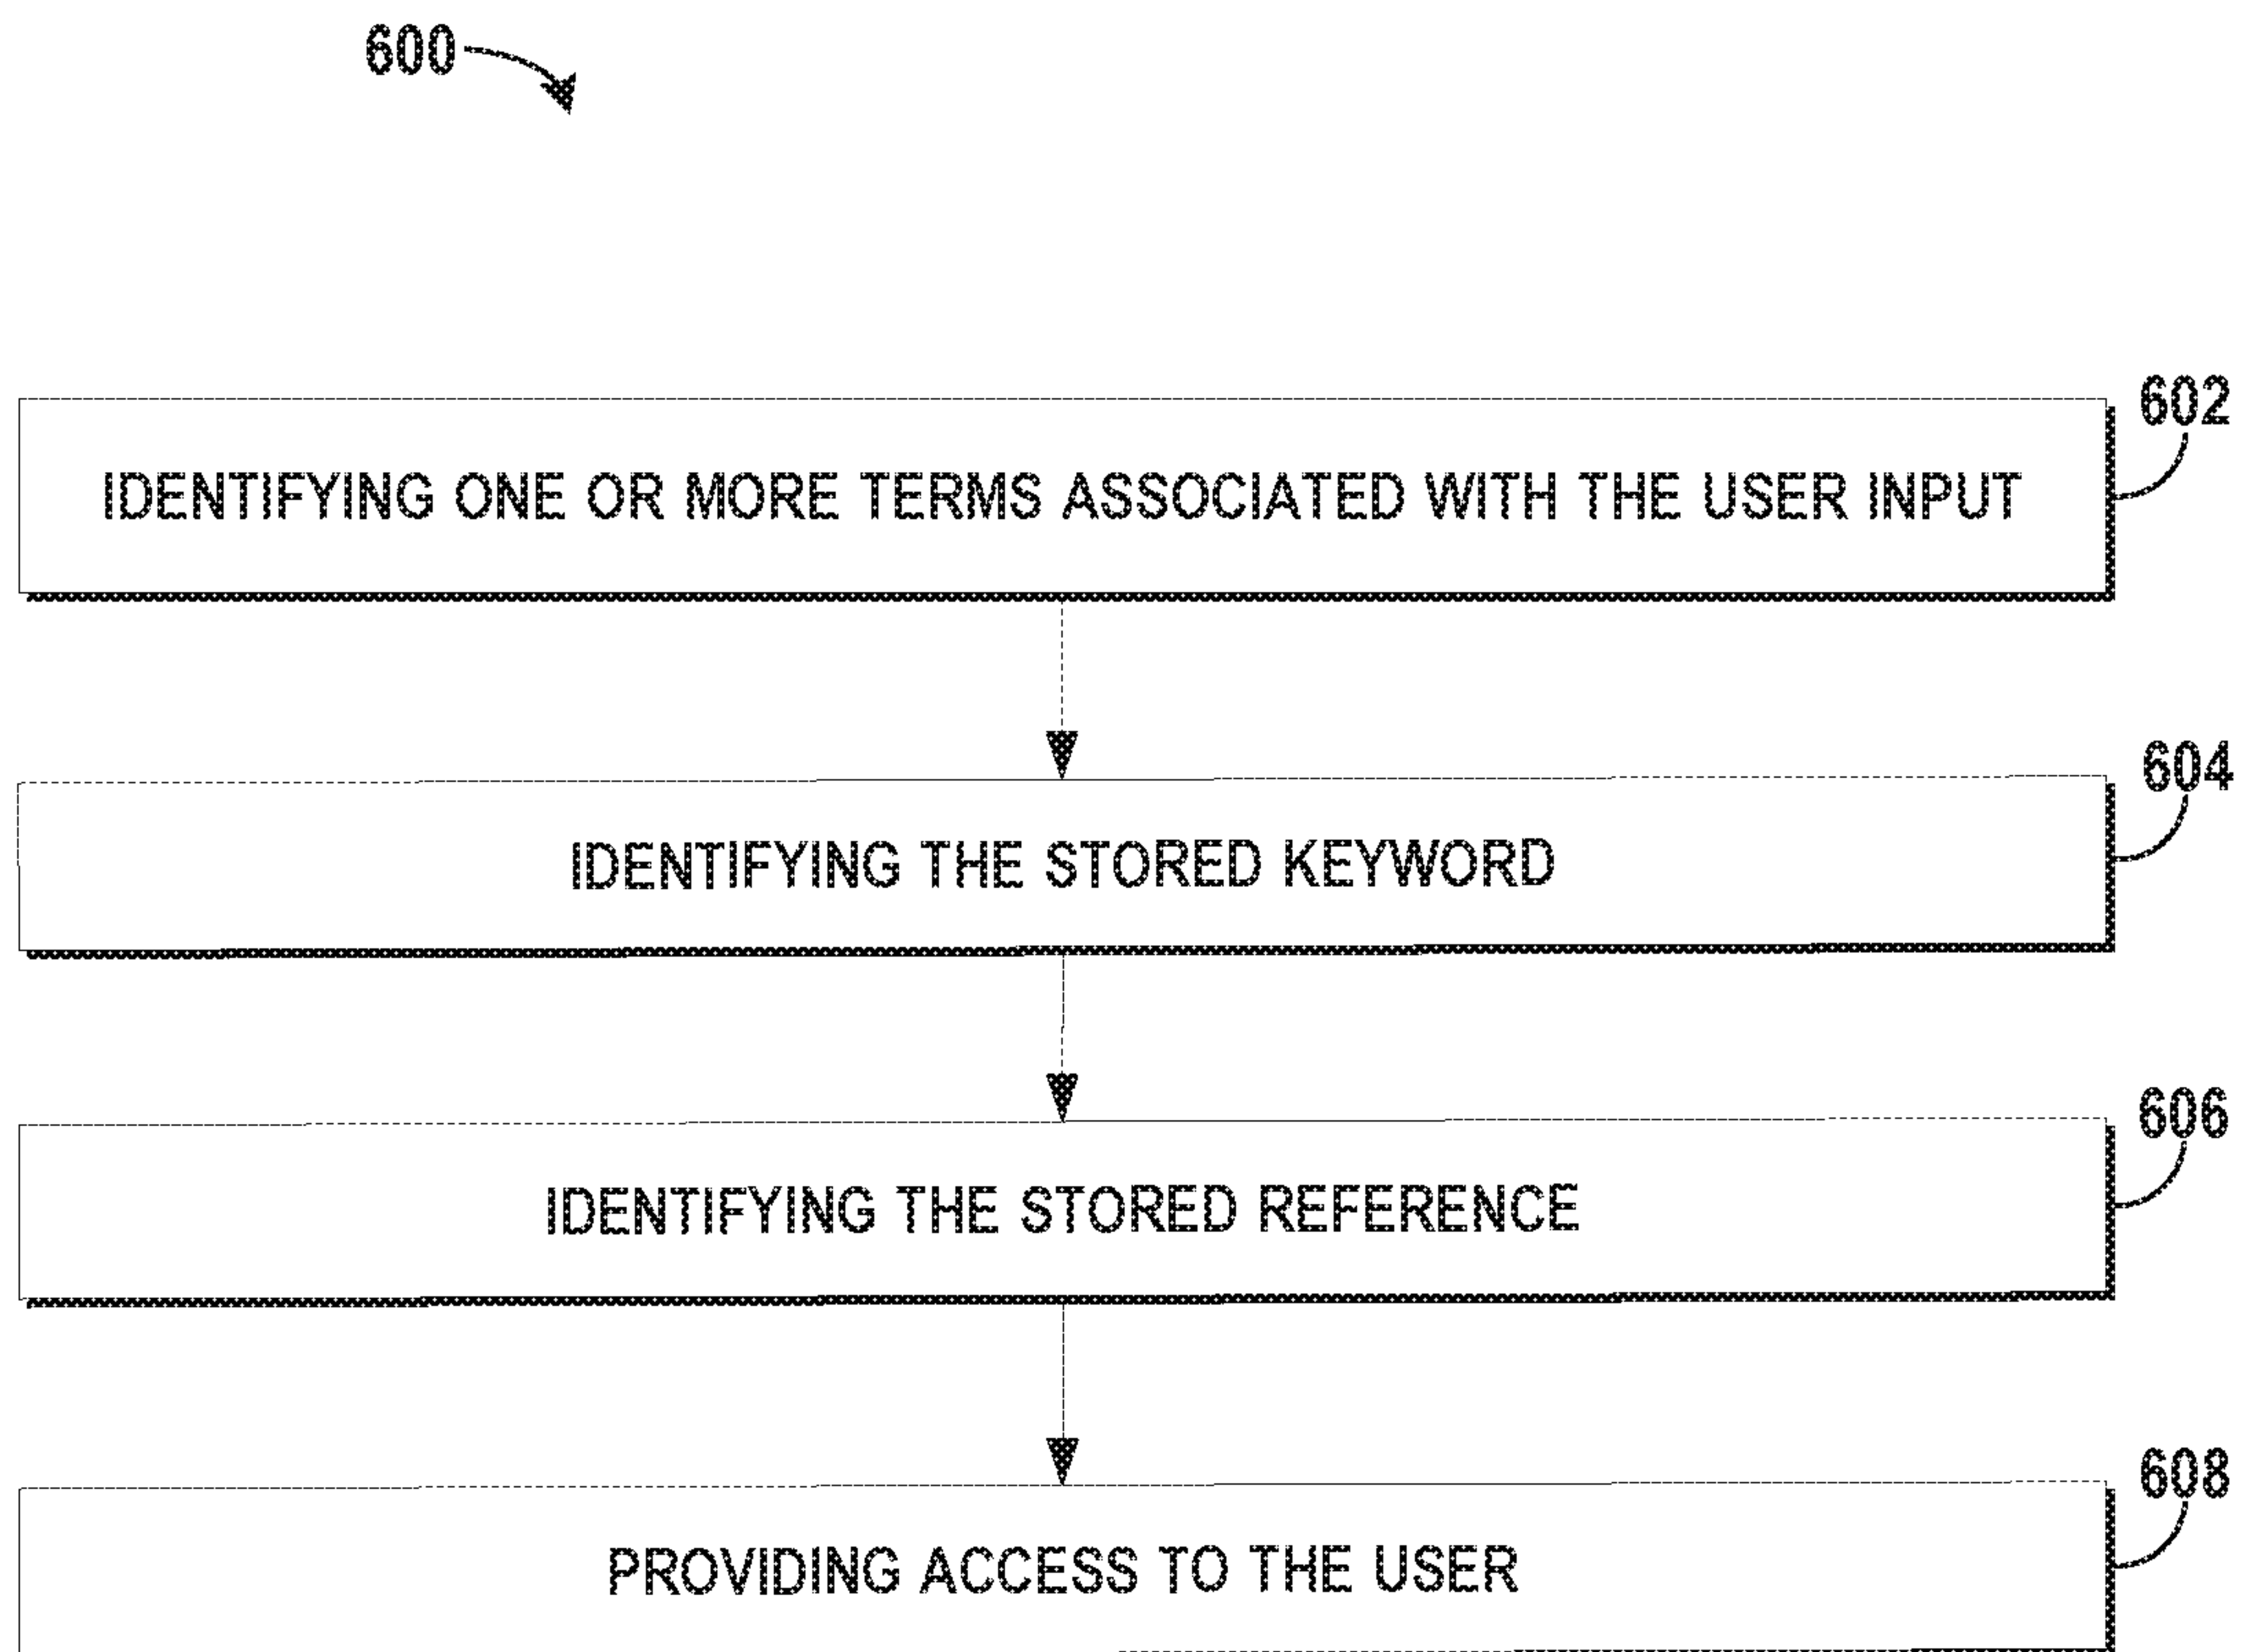 600
602
IDENTIFYING ONE OR MORE TERMS ASSOCIATED WITH THE USER INPUT
604
IDENTIFYING THE STORED KEYWORD
606
IDENTIFYING THE STORED REFERENCE
608
PROVIDING ACCESS TO THE USER